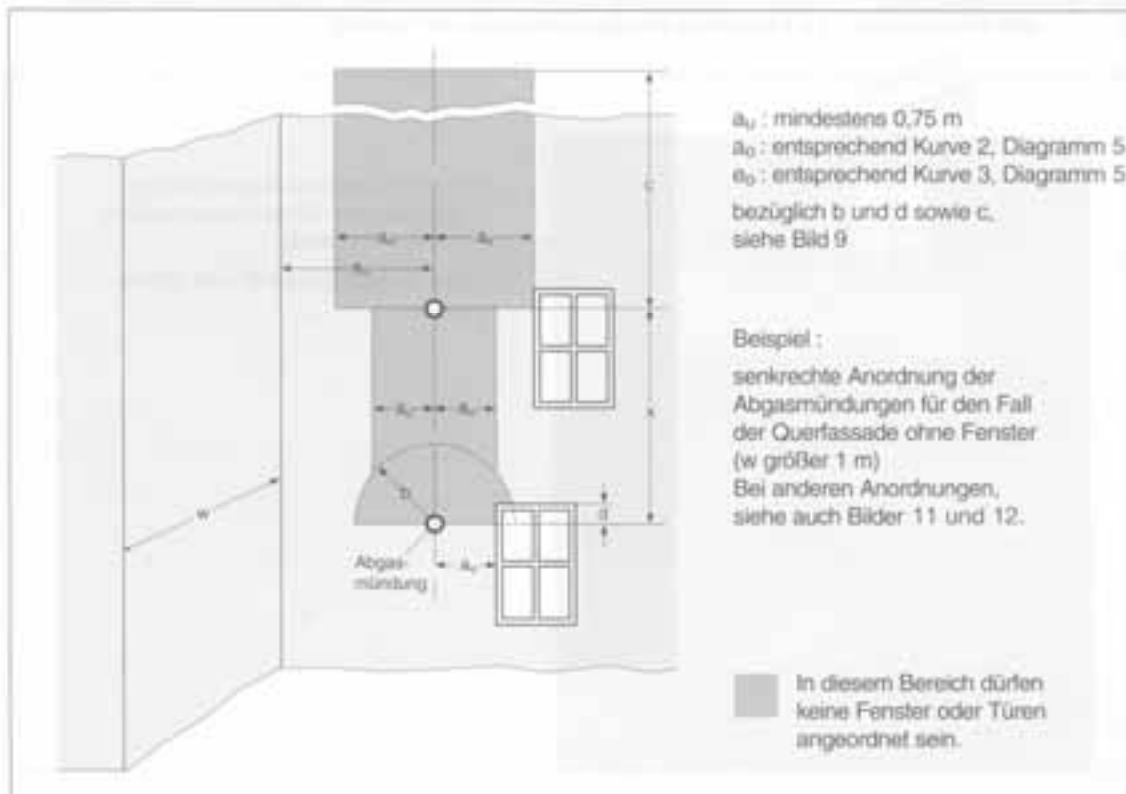 aᵤ : mindestens 0,75 m
aₒ : entsprechend Kurve 2, Diagramm 5
eₒ : entsprechend Kurve 3, Diagramm 5
bezüglich b und d sowie c,
siehe Bild 9
Beispiel :
senkrechte Anordnung der
Abgasmündungen für den Fall
der Querfassade ohne Fenster
(w größer 1 m)
Bei anderen Anordnungen,
siehe auch Bilder 11 und 12.
In diesem Bereich dürfen
keine Fenster oder Türen
angeordnet sein.
c
w
b
d
Abgas-
mündung